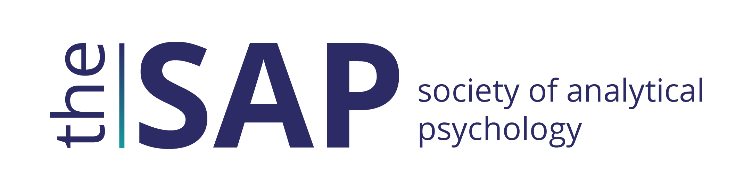 the SAP
society of analytical
psychology